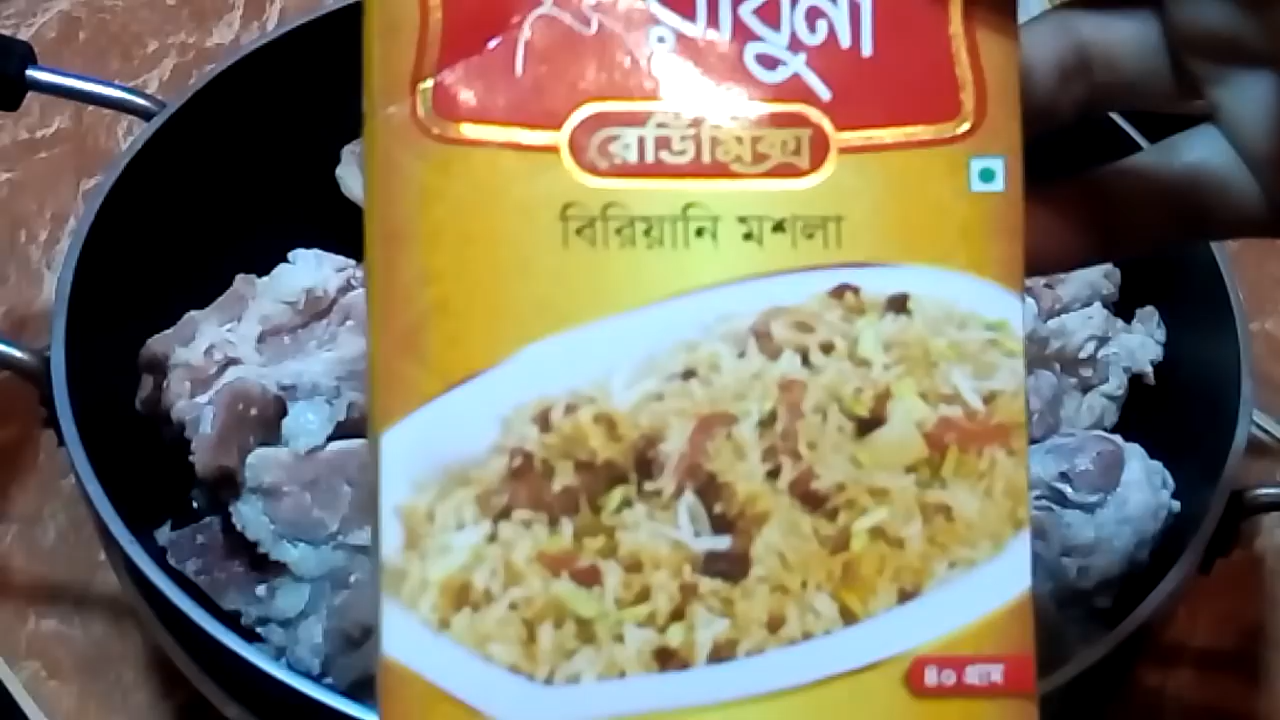 রাঁধুনী
রেডিমিক্স
বিরিয়ানি মশলা
৪০ গ্রাম